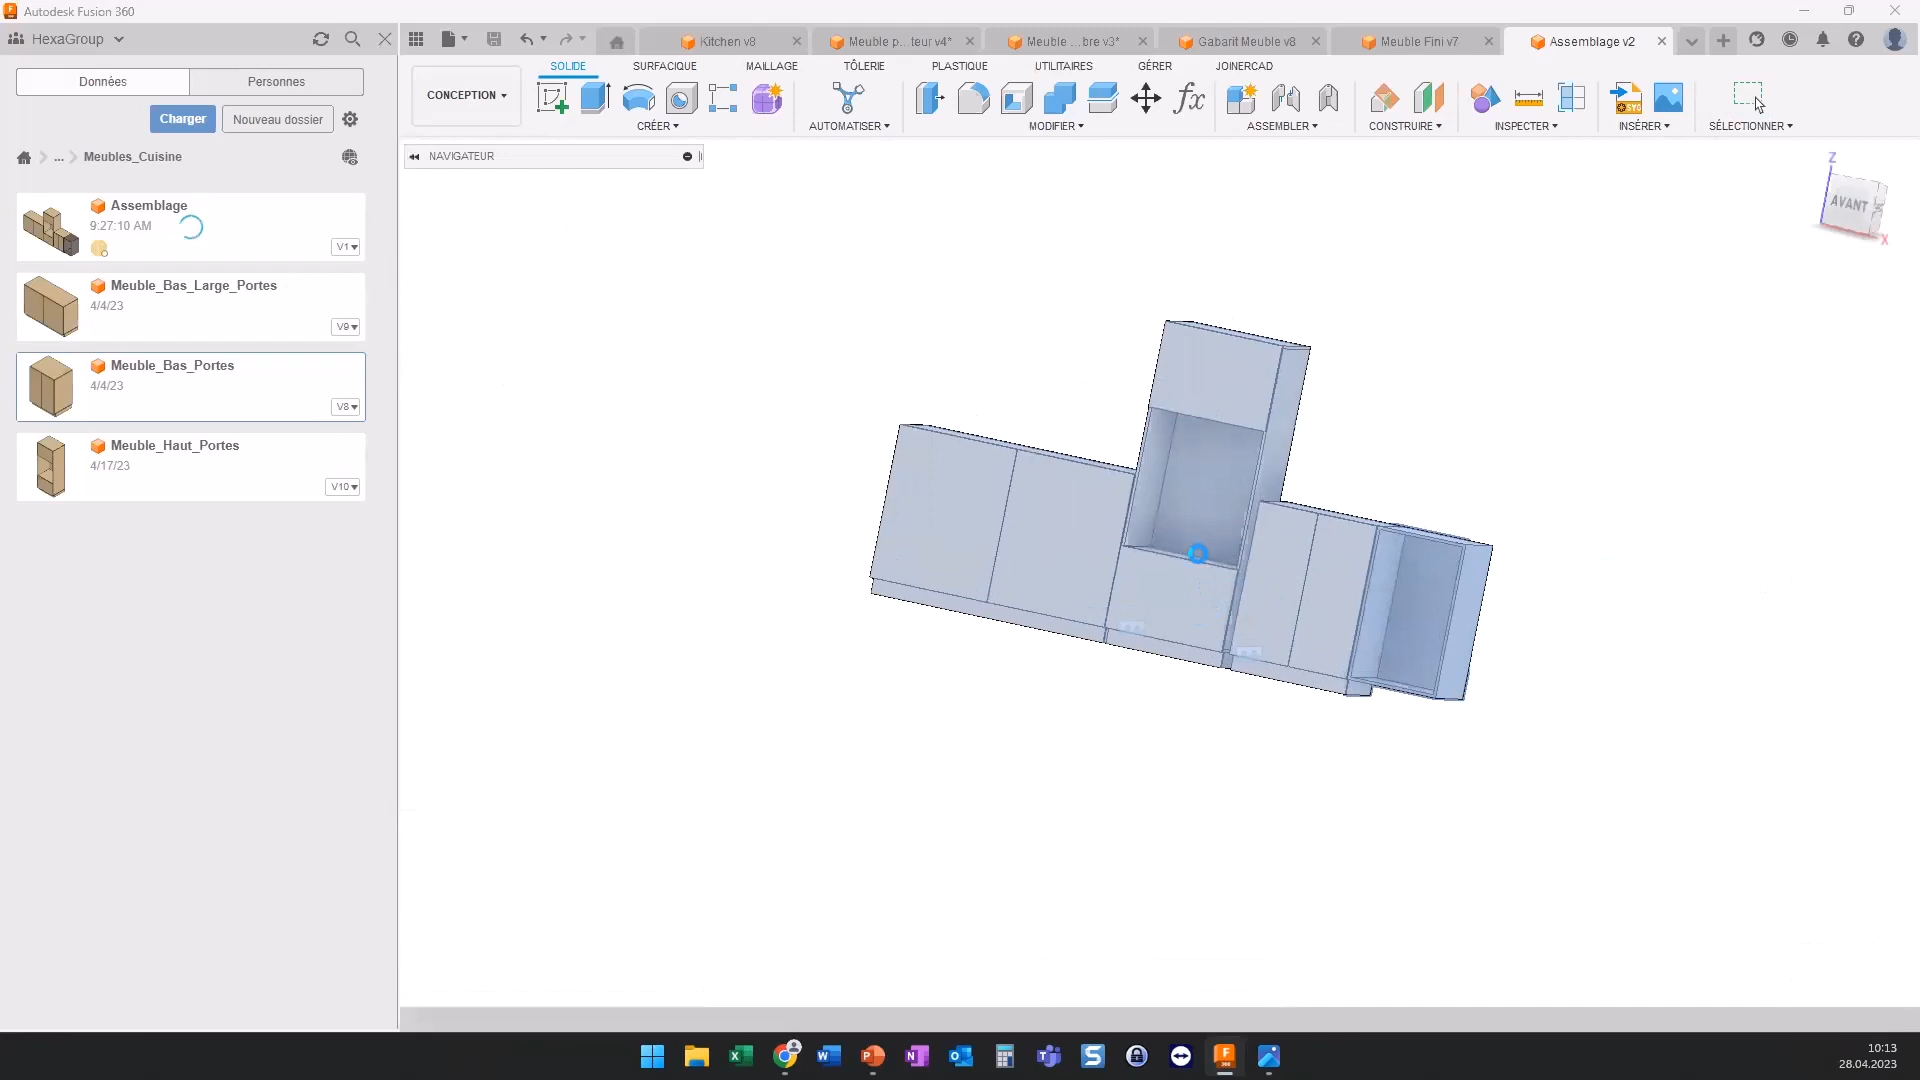 Autodesk Fusion 360
HexaGroup
Kitchen v8
Meuble p...teur v4*
Meuble ...bre v3*
Gabarit Meuble v8
Meuble Fini v7
Assemblage v2
Données
Personnes
Charger
Nouveau dossier
... Meubles_Cuisine
Assemblage
9:27:10 AM
V1
Meuble_Bas_Large_Portes
4/4/23
V9
Meuble_Bas_Portes
4/4/23
V8
Meuble_Haut_Portes
4/17/23
V10
CONCEPTION
SOLIDE
SURFACIQUE
MAILLAGE
TÔLERIE
PLASTIQUE
UTILITAIRES
GÉRER
JOINERCAD
CRÉER
AUTOMATISER
MODIFIER
ASSEMBLER
CONSTRUIRE
INSPECTER
INSÉRER
SÉLECTIONNER
NAVIGATEUR
Z
AVANT
X
10:13
28.04.2023